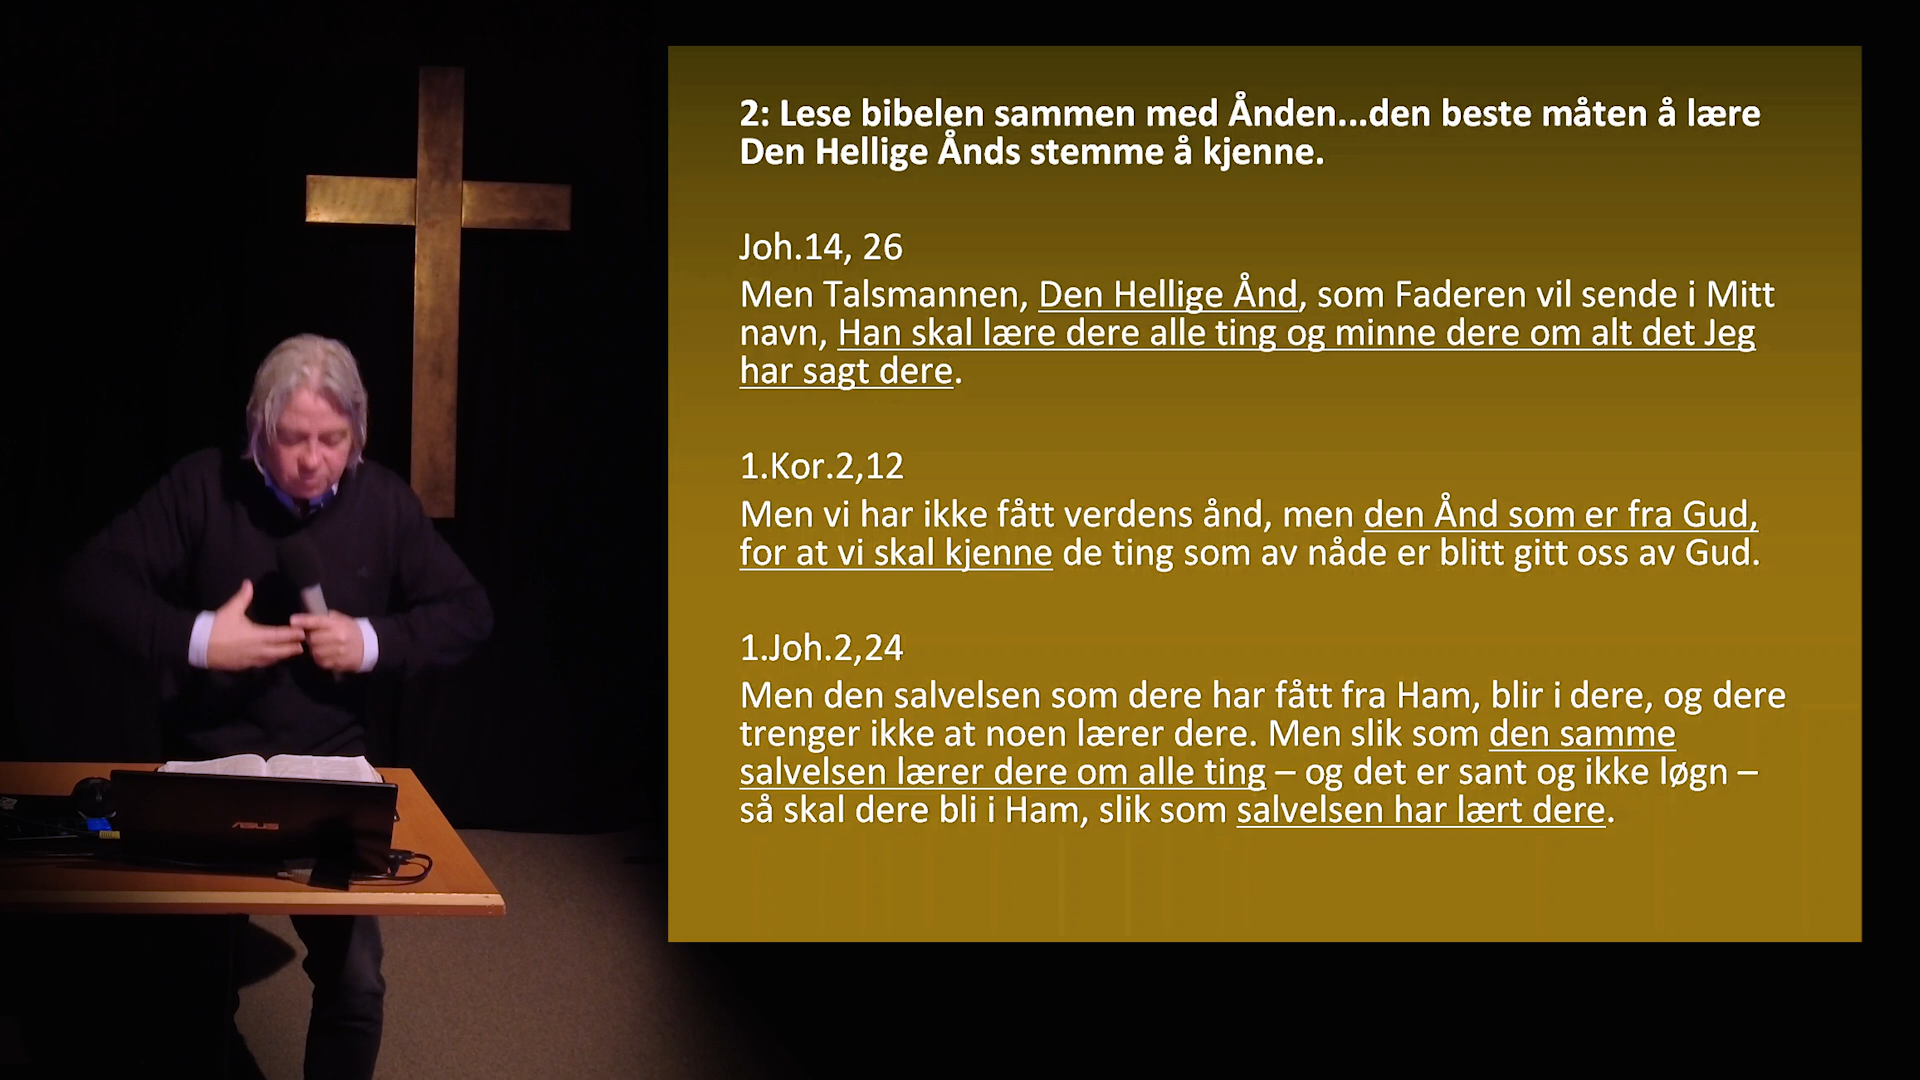 2: Lese bibelen sammen med Ånden...den beste måten å lære
Den Hellige Ånds stemme å kjenne.
Joh.14, 26
Men Talsmannen, Den Hellige Ånd, som Faderen vil sende i Mitt
navn, Han skal lære dere alle ting og minne dere om alt det Jeg
har sagt dere.
1.Kor.2,12
Men vi har ikke fått verdens ånd, men den Ånd som er fra Gud,
for at vi skal kjenne de ting som av nåde er blitt gitt oss av Gud.
1.Joh.2,24
Men den salvelsen som dere har fått fra Ham, blir i dere, og dere
trenger ikke at noen lærer dere. Men slik som den samme
salvelsen lærer dere om alle ting – og det er sant og ikke løgn –
så skal dere bli i Ham, slik som salvelsen har lært dere.
ASUS